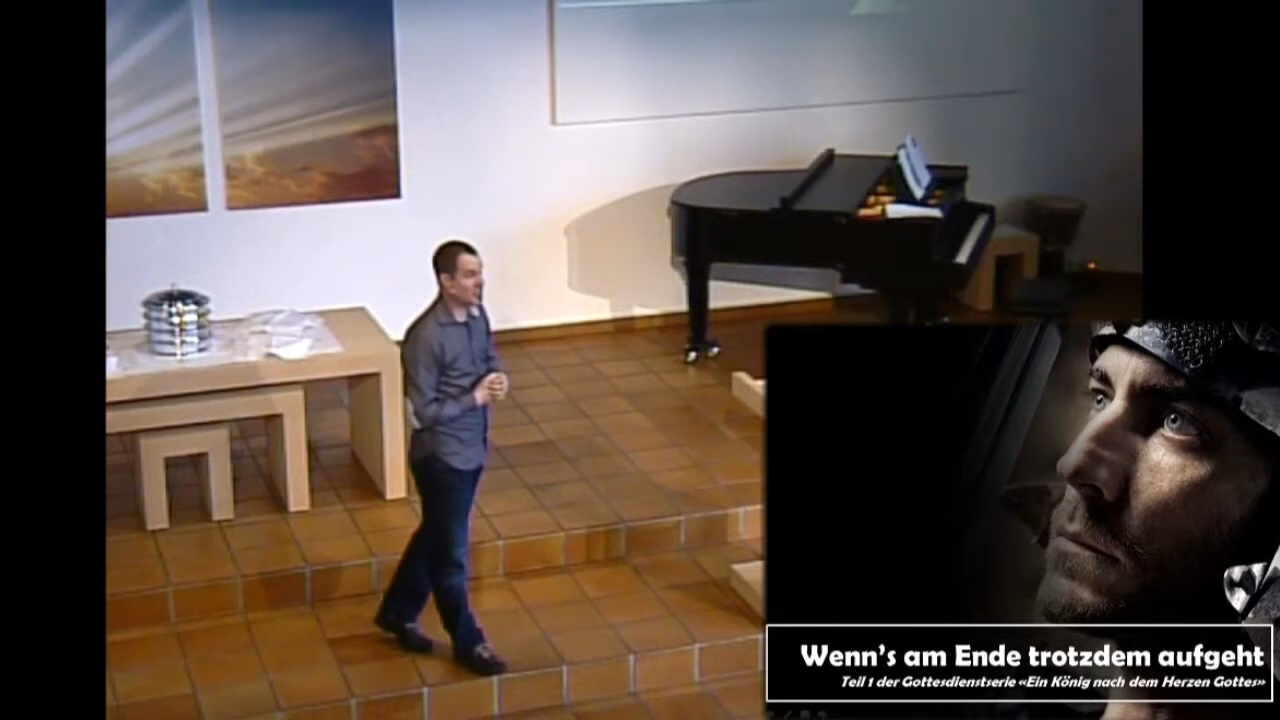 Wenn's am Ende trotzdem aufgeht
Teil 1 der Gottesdienstserie «Ein König nach dem Herzen Gottes»